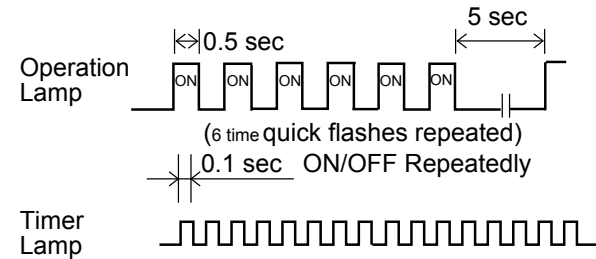 5 sec
0.5 sec
Operation
Lamp
ON ON ON ON ON ON
(6 time quick flashes repeated)
0.1 sec ON/OFF Repeatedly
Timer
Lamp